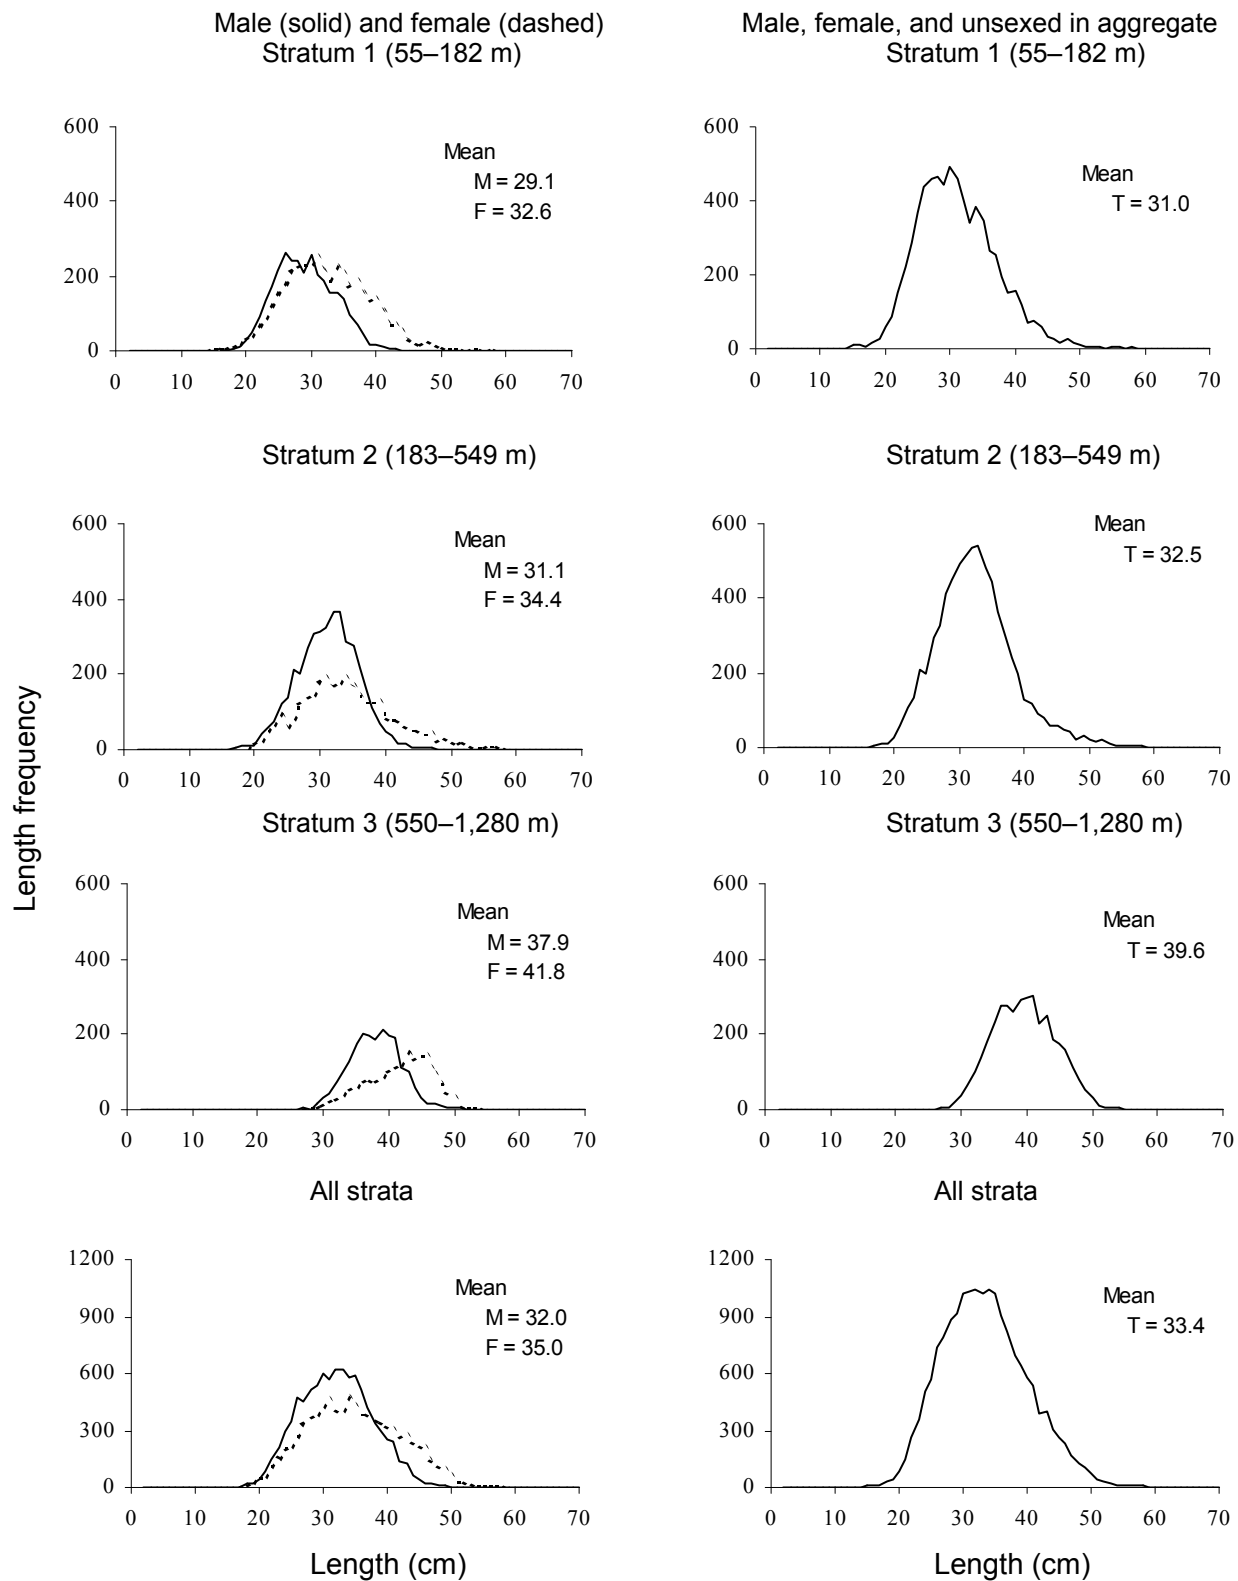 Male (solid) and female (dashed)
Stratum 1 (55–182 m)
600
400
200
0
0 10 20 30 40 50 60 70
Mean
M = 29.1
F = 32.6
Male, female, and unsexed in aggregate
Stratum 1 (55–182 m)
600
400
200
0
0 10 20 30 40 50 60 70
Mean
T = 31.0
Stratum 2 (183–549 m)
600
400
200
0
0 10 20 30 40 50 60 70
Mean
M = 31.1
F = 34.4
Stratum 2 (183–549 m)
600
400
200
0
0 10 20 30 40 50 60 70
Mean
T = 32.5
Length frequency
Stratum 3 (550–1,280 m)
600
400
200
0
0 10 20 30 40 50 60 70
Mean
M = 37.9
F = 41.8
Stratum 3 (550–1,280 m)
600
400
200
0
0 10 20 30 40 50 60 70
Mean
T = 39.6
All strata
1200
900
600
300
0
0 10 20 30 40 50 60 70
Mean
M = 32.0
F = 35.0
Length (cm)
All strata
1200
900
600
300
0
0 10 20 30 40 50 60 70
Mean
T = 33.4
Length (cm)